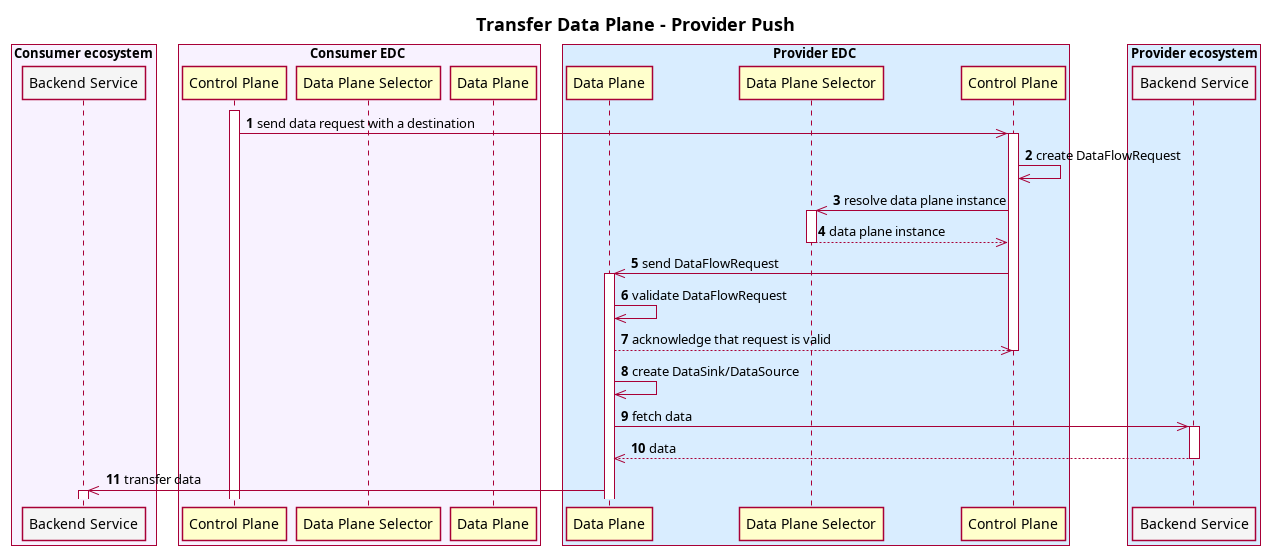 Transfer Data Plane - Provider Push
Consumer ecosystem
Consumer EDC
Provider EDC
Provider ecosystem
Backend Service
Control Plane
Data Plane Selector
Data Plane
Data Plane
Data Plane Selector
Control Plane
Backend Service
1 send data request with a destination
2 create DataFlowRequest
3 resolve data plane instance
4 data plane instance
5 send DataFlowRequest
6 validate DataFlowRequest
7 acknowledge that request is valid
8 create DataSink/DataSource
9 fetch data
10 data
11 transfer data
Backend Service
Control Plane
Data Plane Selector
Data Plane
Data Plane
Data Plane Selector
Control Plane
Backend Service